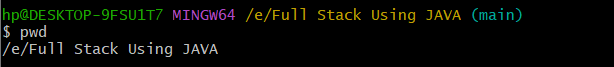 hp@DESKTOP-9FSU1T7 MINGW64 /e/Full Stack Using JAVA (main)
$ pwd
/e/Full Stack Using JAVA